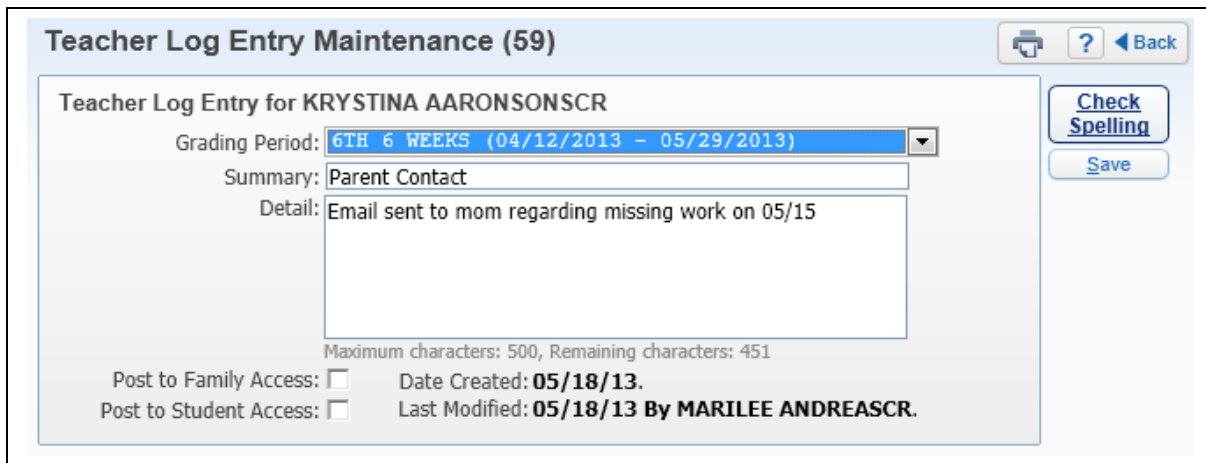 Teacher Log Entry Maintenance (59)
? Back
Teacher Log Entry for KRYSTINA AARONSONSCR
Check
Spelling
Grading Period: 6TH 6 WEEKS (04/12/2013 - 05/29/2013)
Save
Summary: Parent Contact
Detail: Email sent to mom regarding missing work on 05/15
Maximum characters: 500, Remaining characters: 451
Post to Family Access: Date Created: 05/18/13.
Post to Student Access: Last Modified: 05/18/13 By MARILEE ANDREASCR.